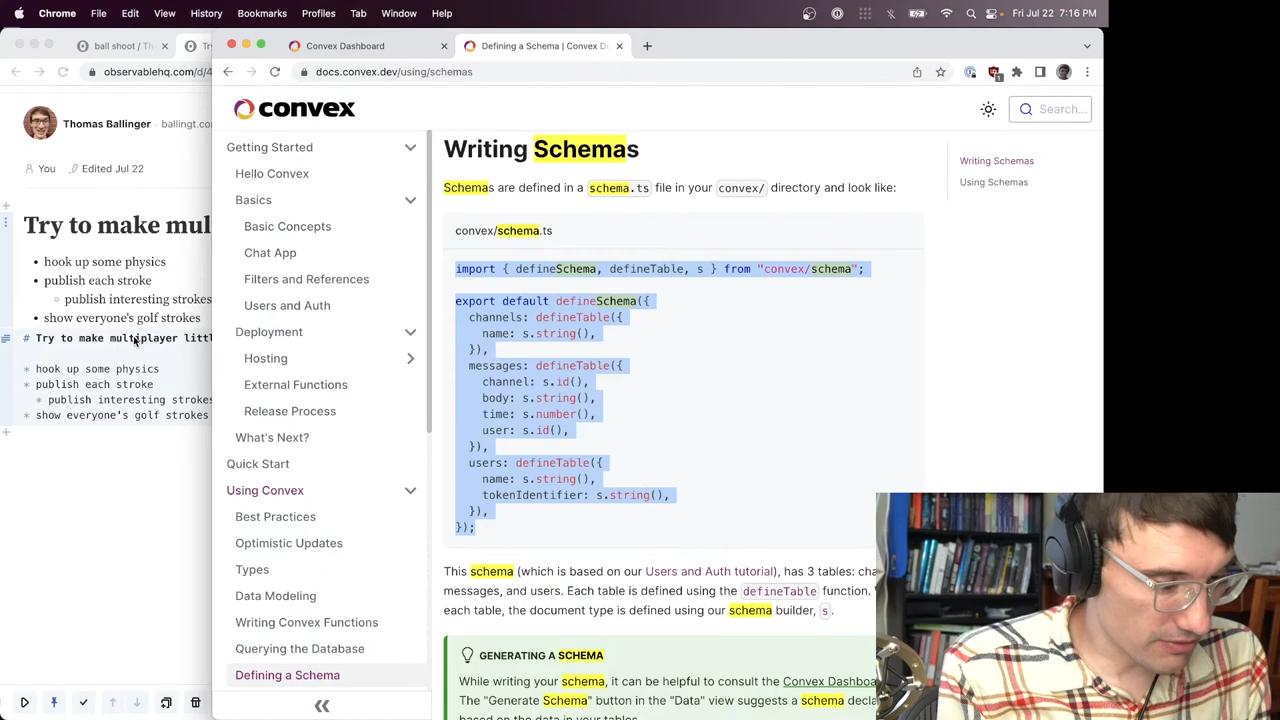 Chrome File Edit View History Bookmarks Profiles Tab Window Help Fri Jul 22 7:16 PM
ball shoot / Th
Try
Convex Dashboard
Defining a Schema | Convex D
observablehq.com/d/4
docs.convex.dev/using/schemas
1
Thomas Ballinger ballingt.co
You Edited Jul 22
Try to make mul
hook up some physics
publish each stroke
publish interesting strokes
show everyone's golf strokes
# Try to make multiplayer littl
* hook up some physics
* publish each stroke
* publish interesting strokes
* show everyone's golf strokes
convex
Search...
Getting Started
Hello Convex
Basics
Basic Concepts
Chat App
Filters and References
Users and Auth
Deployment
Hosting
External Functions
Release Process
What's Next?
Quick Start
Using Convex
Best Practices
Optimistic Updates
Types
Data Modeling
Writing Convex Functions
Querying the Database
Defining a Schema
Writing Schemas
Schemas are defined in a schema.ts file in your convex/ directory and look like:
convex/schema.ts
import { defineSchema, defineTable, s } from "convex/schema";
export default defineSchema({
channels: defineTable({
name: s.string(),
}),
messages: defineTable({
channel: s.id(),
body: s.string(),
time: s.number(),
user: s.id(),
}),
users: defineTable({
name: s.string(),
tokenIdentifier: s.string(),
}),
});
This schema (which is based on our Users and Auth tutorial), has 3 tables: cha
messages, and users. Each table is defined using the defineTable function.
each table, the document type is defined using our schema builder, s.
GENERATING A SCHEMA
While writing your schema, it can be helpful to consult the Convex Dashboa
The "Generate Schema" button in the "Data" view suggests a schema decla
based on the data in your tables.
Writing Schemas
Using Schemas